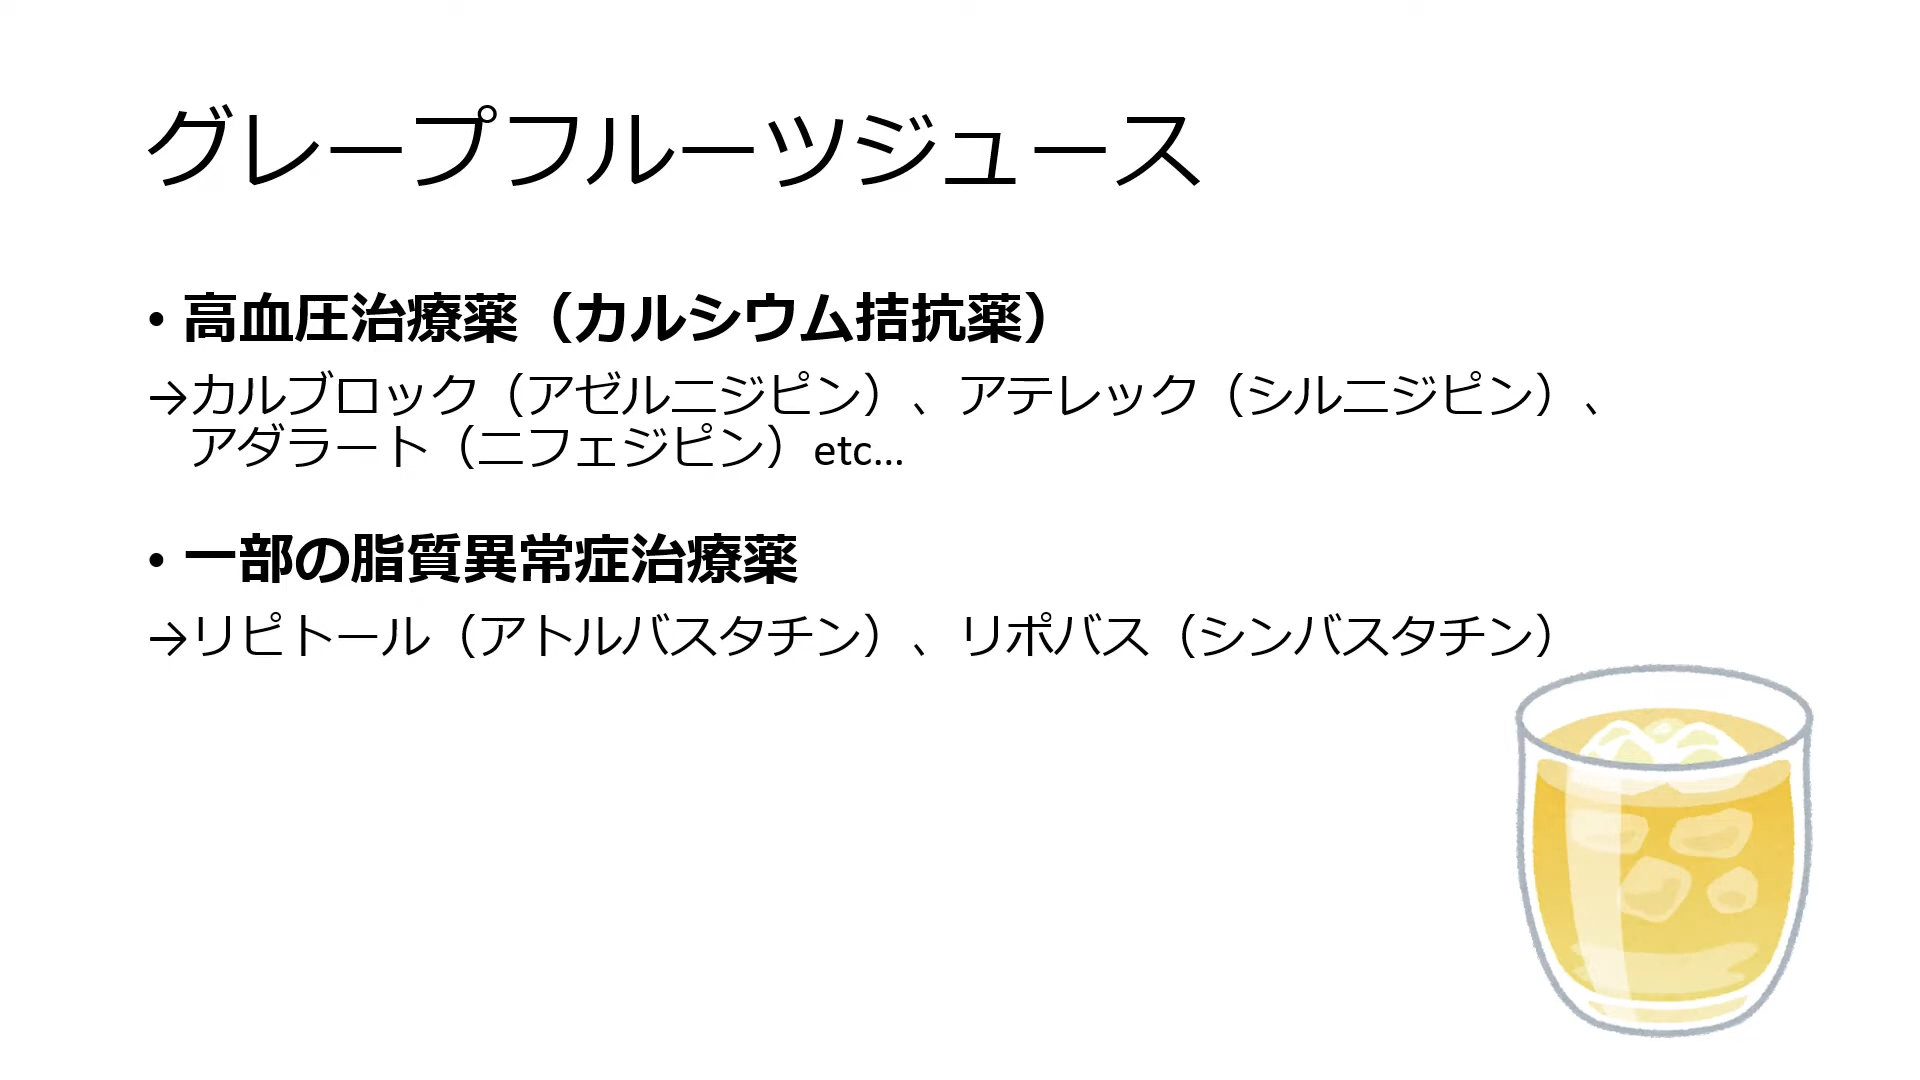 グレープフルーツジュース
• 高血圧治療薬（カルシウム拮抗薬）
→カルブロック（アゼルニジピン）、アテレック（シルニジピン）、
アダラート（ニフェジピン）etc…
• 一部の脂質異常症治療薬
→リピトール（アトルバスタチン）、リポバス（シンバスタチン）